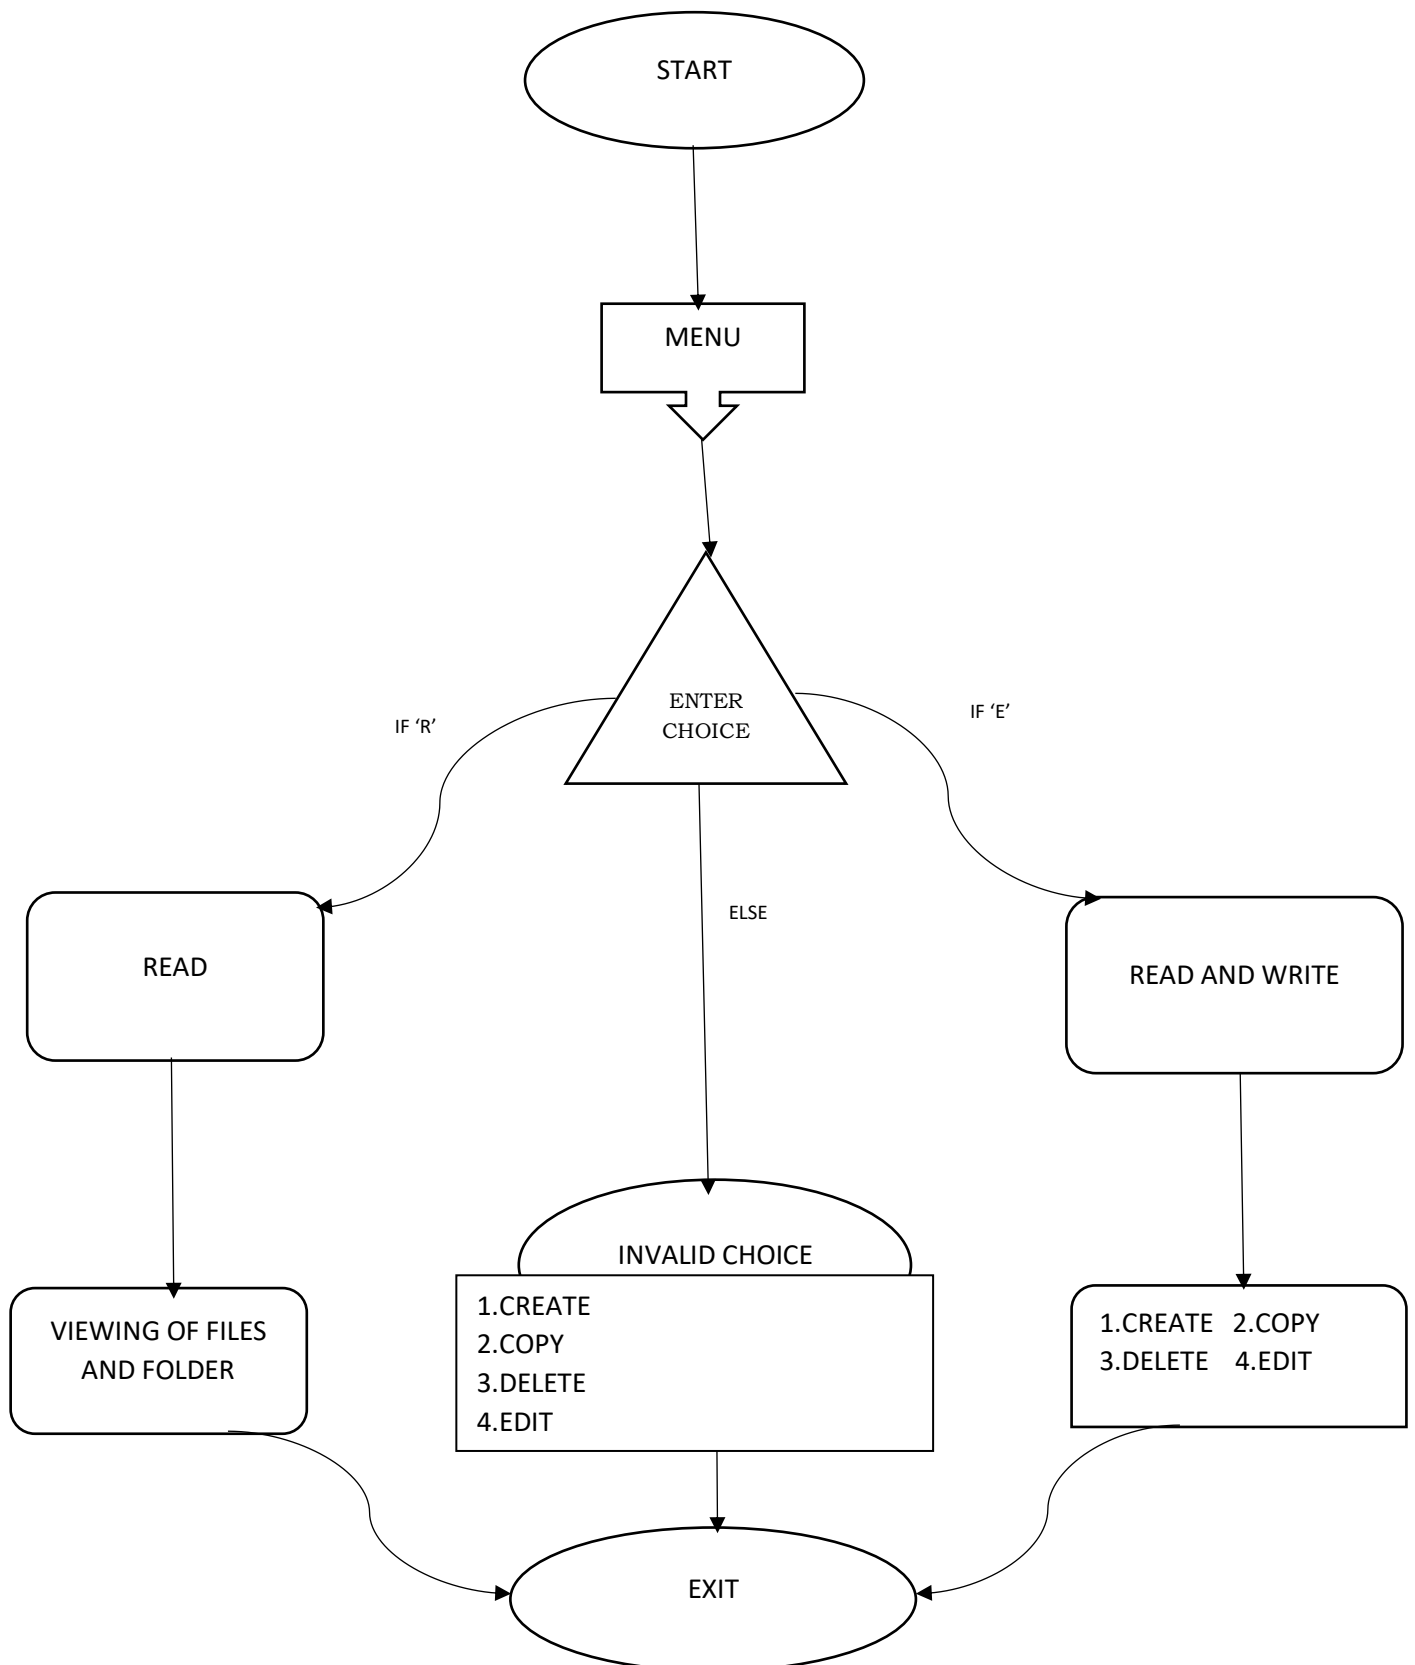 START
MENU
ENTER
CHOICE
IF ‘R’
IF ‘E’
ELSE
READ
READ AND WRITE
INVALID CHOICE
VIEWING OF FILES
AND FOLDER
1.CREATE
2.COPY
3.DELETE
4.EDIT
1.CREATE 2.COPY
3.DELETE 4.EDIT
EXIT